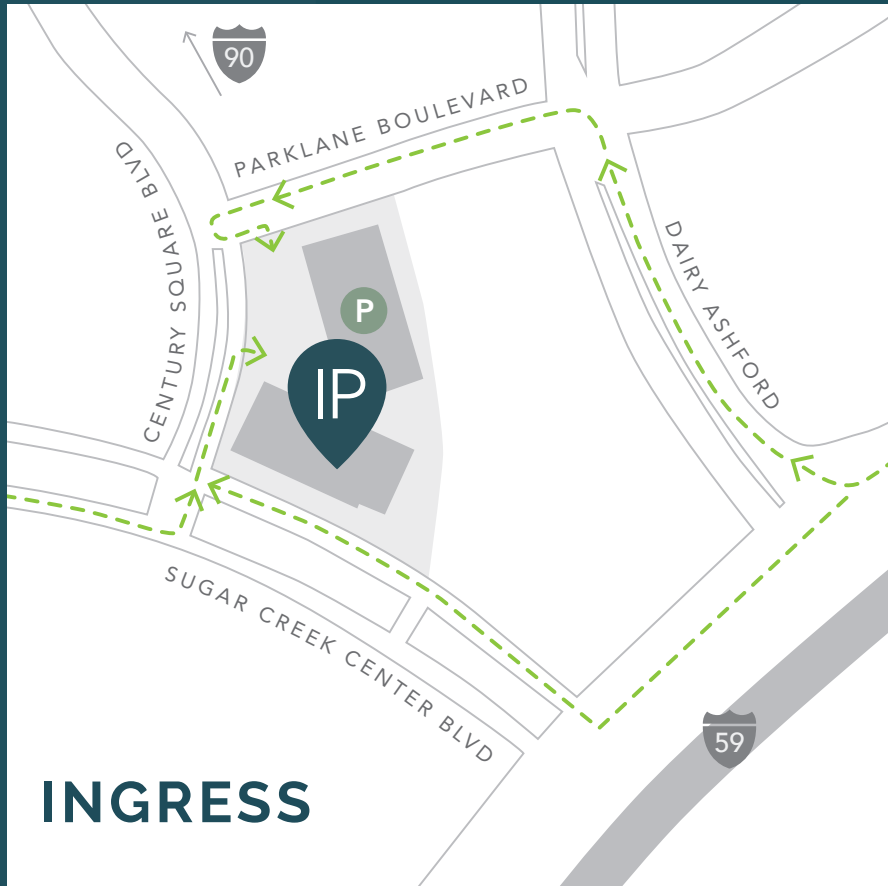 90
PARKLANE BOULEVARD
CENTURY SQUARE BLVD
DAIRY ASHFORD
P
IP
SUGAR CREEK CENTER BLVD
59
INGRESS